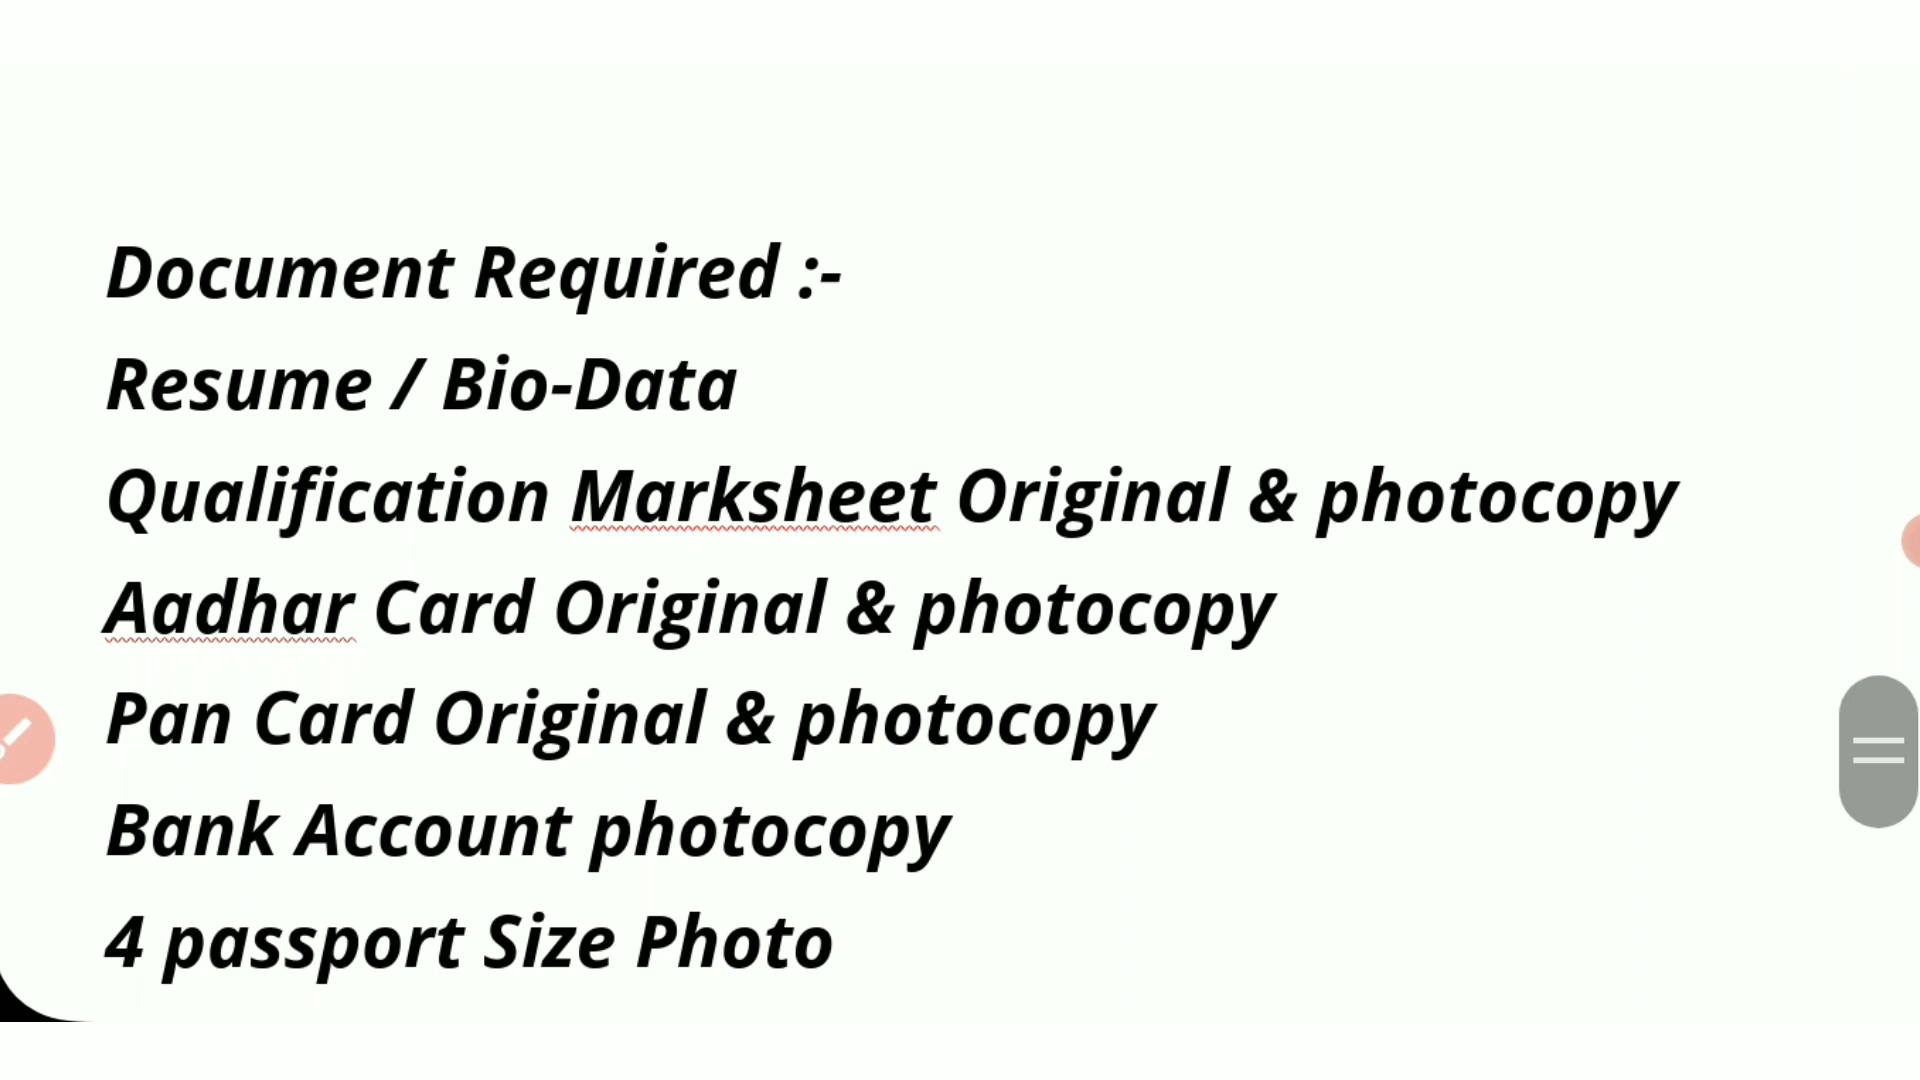 Document Required :-
Resume / Bio-Data
Qualification Marksheet Original & photocopy
Aadhar Card Original & photocopy
Pan Card Original & photocopy
Bank Account photocopy
4 passport Size Photo